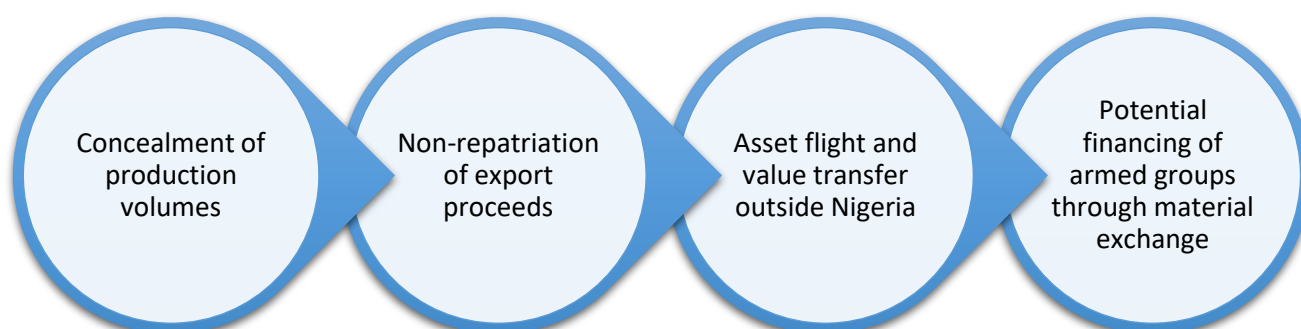 Concealment of
production
volumes
Non-repatriation
of export
proceeds
Asset flight and
value transfer
outside Nigeria
Potential
financing of
armed groups
through material
exchange